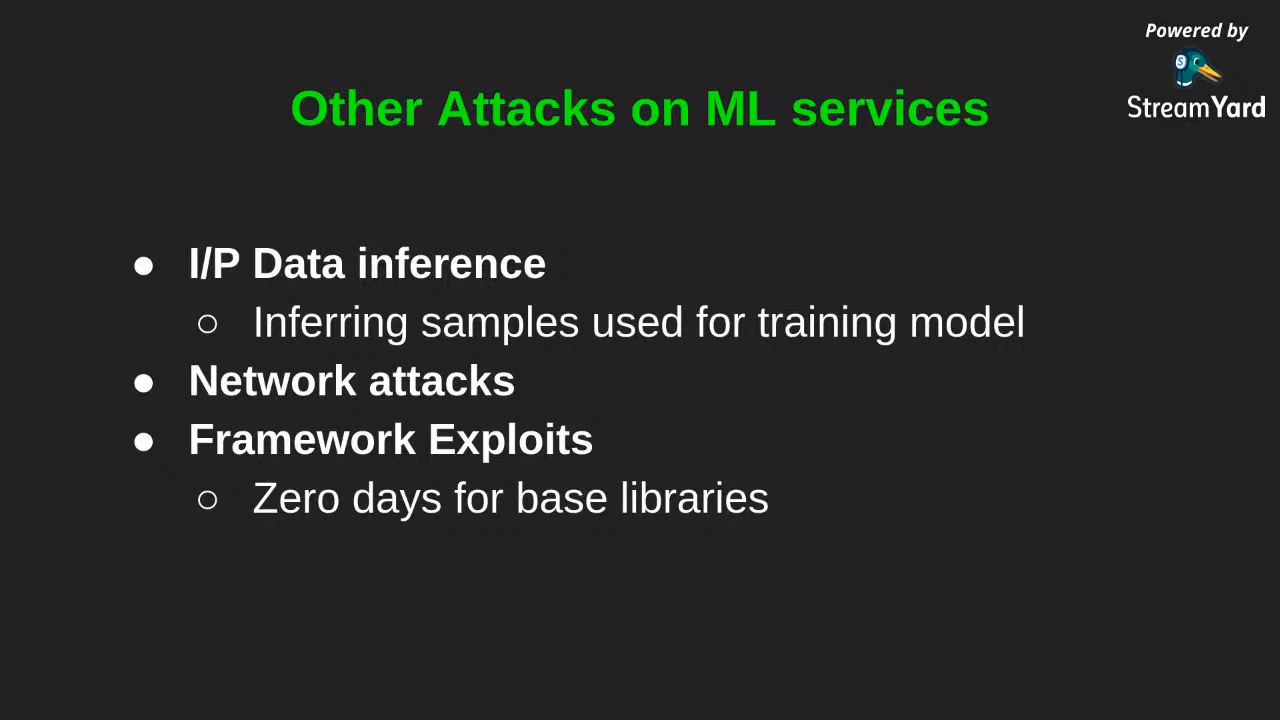 Powered by
StreamYard
Other Attacks on ML services
● I/P Data inference
○ Inferring samples used for training model
● Network attacks
● Framework Exploits
○ Zero days for base libraries